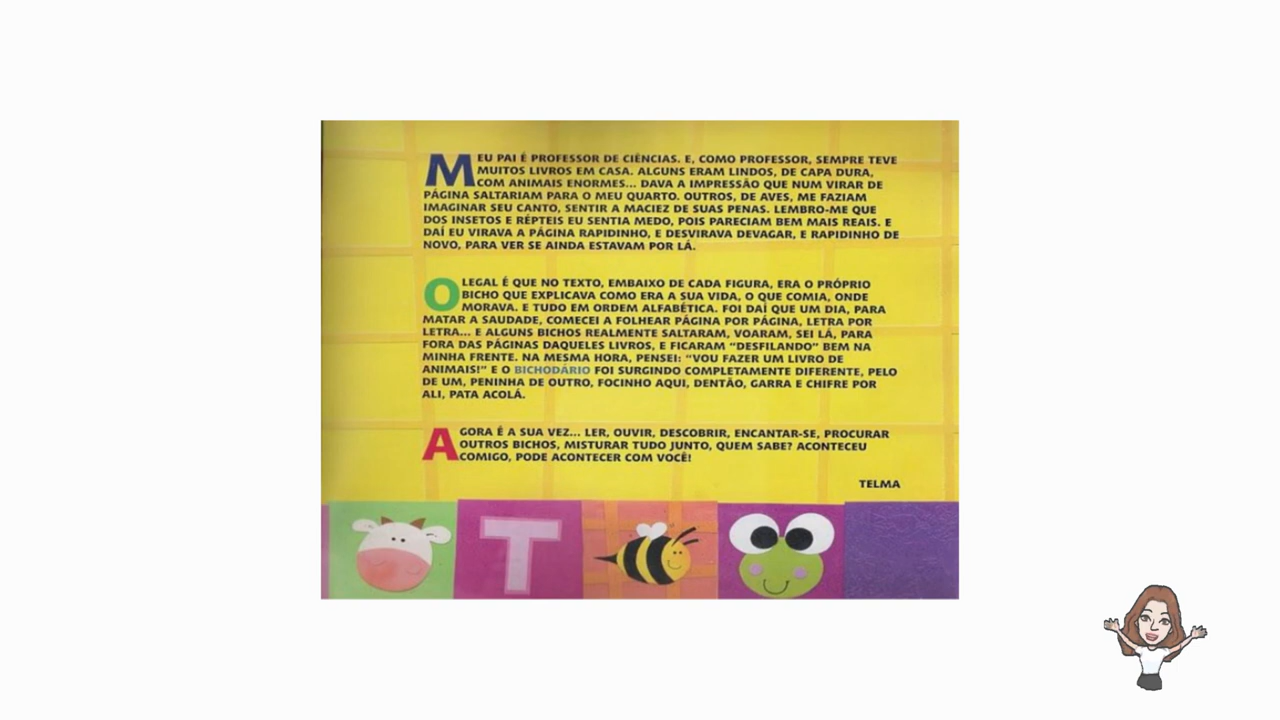 MEU PAI É PROFESSOR DE CIÊNCIAS. E, COMO PROFESSOR, SEMPRE TEVE
MUITOS LIVROS EM CASA. ALGUNS ERAM LINDOS, DE CAPA DURA,
COM ANIMAIS ENORMES... DAVA A IMPRESSÃO QUE NUM VIRAR DE
PÁGINA SALTARIAM PARA O MEU QUARTO. OUTROS, DE AVES, ME FAZIAM
IMAGINAR SEU CANTO, SENTIR A MACIEZ DE SUAS PENAS. LEMBRO-ME QUE
DOS INSETOS E RÉPTEIS EU SENTIA MEDO, POIS PARECIAM BEM MAIS REAIS. E
DAÍ EU VIRAVA A PÁGINA RAPIDINHO, E DESVIRAVA DEVAGAR, E RAPIDINHO DE
NOVO, PARA VER SE AINDA ESTAVAM POR LÁ.
O LEGAL É QUE NO TEXTO, EMBAIXO DE CADA FIGURA, ERA O PRÓPRIO
BICHO QUE EXPLICAVA COMO ERA A SUA VIDA, O QUE COMIA, ONDE
MORAVA. E TUDO EM ORDEM ALFABÉTICA. FOI DAÍ QUE UM DIA, PARA
MATAR A SAUDADE, COMECEI A FOLHEAR PÁGINA POR PÁGINA, LETRA POR
LETRA... E ALGUNS BICHOS REALMENTE SALTARAM, VOARAM, SEI LÁ, PARA
FORA DAS PÁGINAS DAQUELES LIVROS, E FICARAM “DESFILANDO” BEM NA
MINHA FRENTE. NA MESMA HORA, PENSEI: “VOU FAZER UM LIVRO DE
ANIMAIS!” E O BICHODÁRIO FOI SURGINDO COMPLETAMENTE DIFERENTE, PELO
DE UM, PENINHA DE OUTRO, FOCINHO AQUI, DENTÃO, GARRA E CHIFRE POR
ALI, PATA ACOLÁ.
AGORA É A SUA VEZ... LER, OUVIR, DESCOBRIR, ENCANTAR-SE, PROCURAR
OUTROS BICHOS, MISTURAR TUDO JUNTO, QUEM SABE? ACONTECEU
COMIGO, PODE ACONTECER COM VOCÊ!
TELMA
T